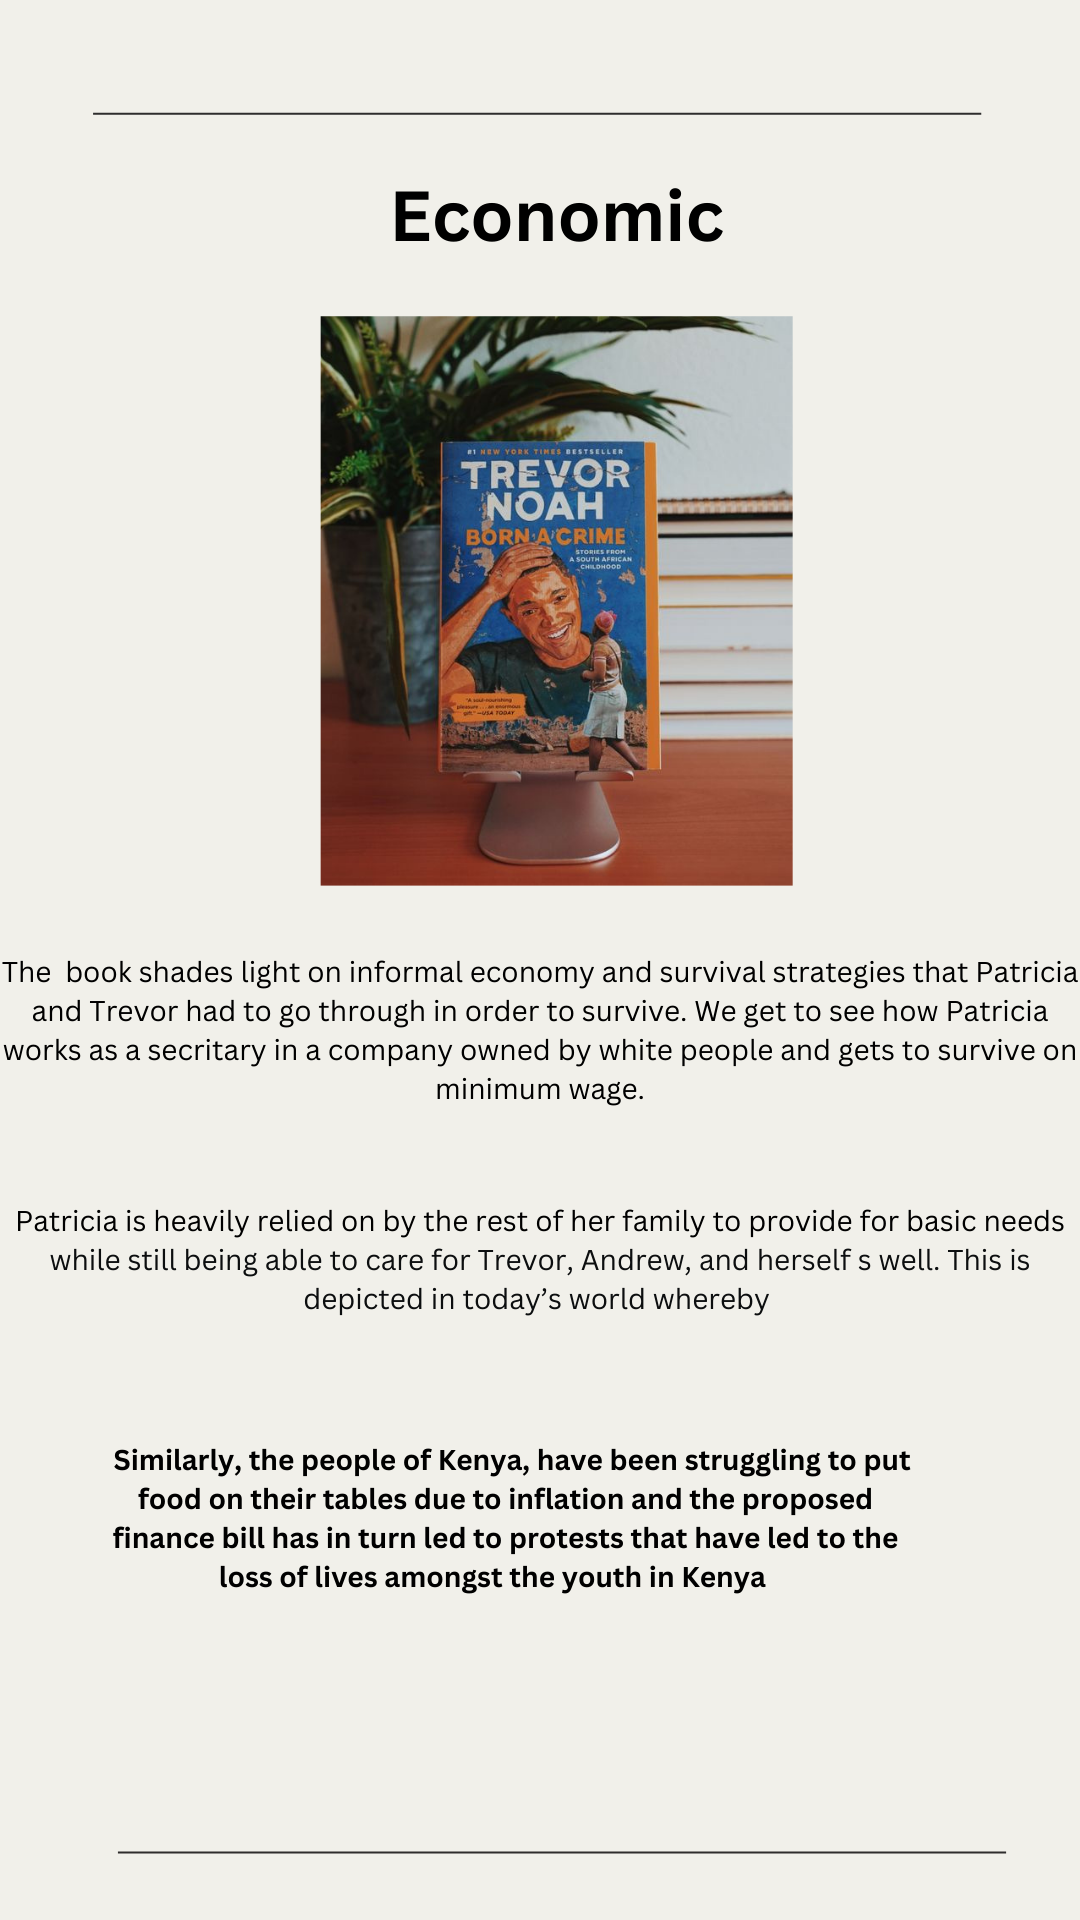 Economic
#1 NEW YORK TIMES BESTSELLER
TREVOR
NOAH
BORN A CRIME
STORIES FROM
A SOUTH AFRICAN
CHILDHOOD
"A soul-nourishing
pleasure . . . an enormous
gift." —USA TODAY
The  book shades light on informal economy and survival strategies that Patricia
and Trevor had to go through in order to survive. We get to see how Patricia
works as a secritary in a company owned by white people and gets to survive on
minimum wage.
Patricia is heavily relied on by the rest of her family to provide for basic needs
while still being able to care for Trevor, Andrew, and herself s well. This is
depicted in today’s world whereby
Similarly, the people of Kenya, have been struggling to put
food on their tables due to inflation and the proposed
finance bill has in turn led to protests that have led to the
loss of lives amongst the youth in Kenya